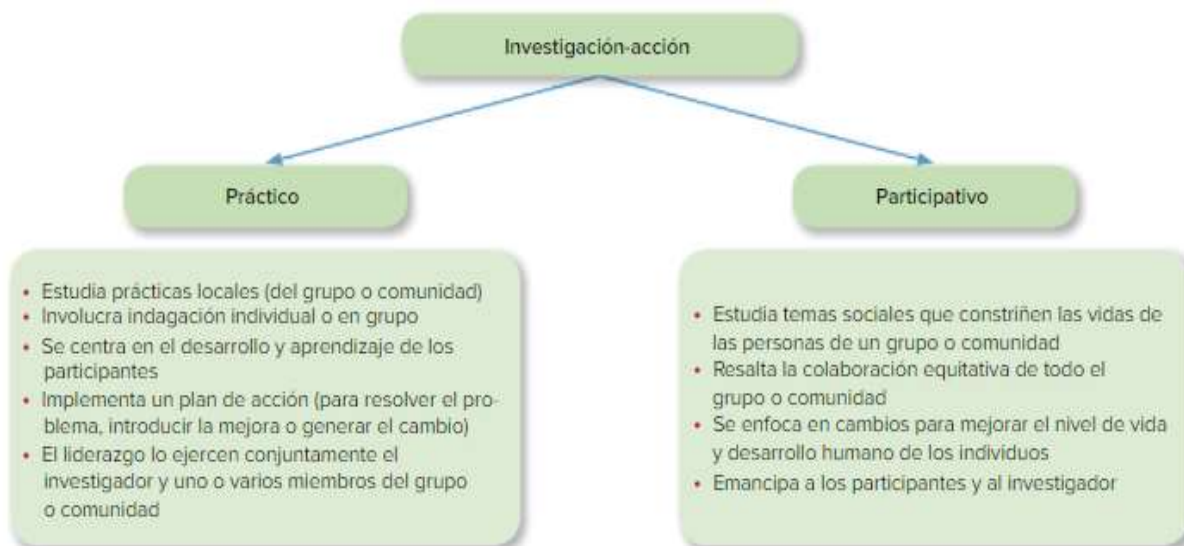 Investigación-acción
Práctico
Participativo
• Estudia prácticas locales (del grupo o comunidad)
• Involucra indagación individual o en grupo
• Se centra en el desarrollo y aprendizaje de los
participantes
• Implementa un plan de acción (para resolver el pro-
blema, introducir la mejora o generar el cambio)
• El liderazgo lo ejercen conjuntamente el
investigador y uno o varios miembros del grupo
o comunidad
• Estudia temas sociales que constriñen las vidas de
las personas de un grupo o comunidad
• Resalta la colaboración equitativa de todo el
grupo o comunidad
• Se enfoca en cambios para mejorar el nivel de vida
y desarrollo humano de los individuos
• Emancipa a los participantes y al investigador